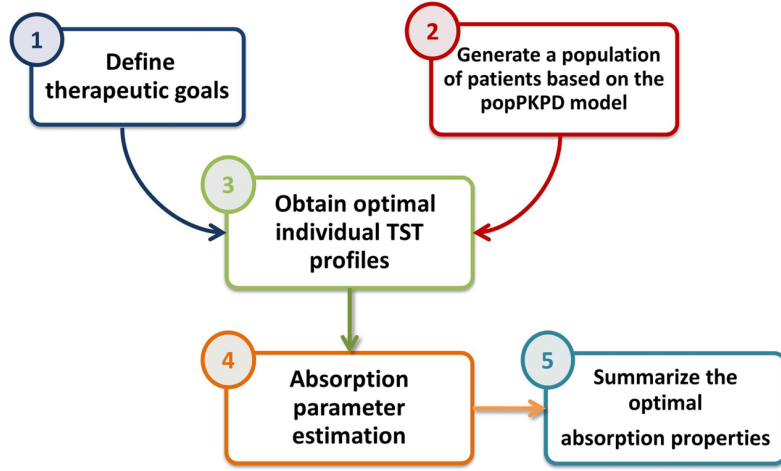 1
Define
therapeutic goals
2
Generate a population
of patients based on the
popPKPD model
3
Obtain optimal
individual TST
profiles
4
Absorption
parameter
estimation
5
Summarize the
optimal
absorption properties